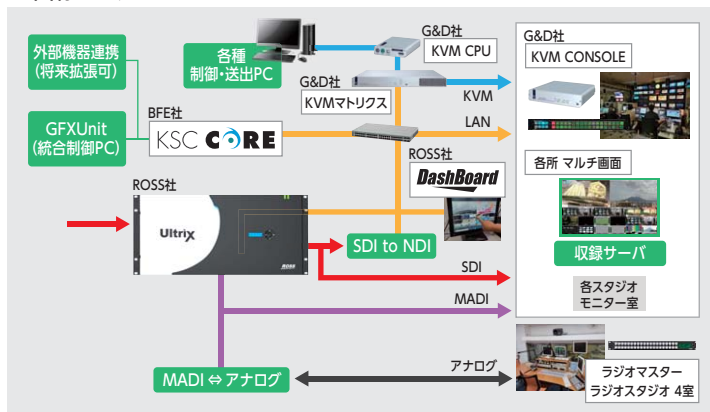 外部機器連携
(将来拡張可)
GFXUnit
(統合制御PC)
各種
制御・送出PC
G&D社
KVM CPU
G&D社
KVMマトリクス
BFE社
KSC CORE
KVM
LAN
ROSS社
DashBoard
ROSS社
Ultrix
ROSS
SDI to NDI
SDI
MADI
MADI⇔アナログ
アナログ
G&D社
KVM CONSOLE
各所 マルチ画面
収録サーバ
各スタジオ
モニター室
ラジオマスター
ラジオスタジオ 4室